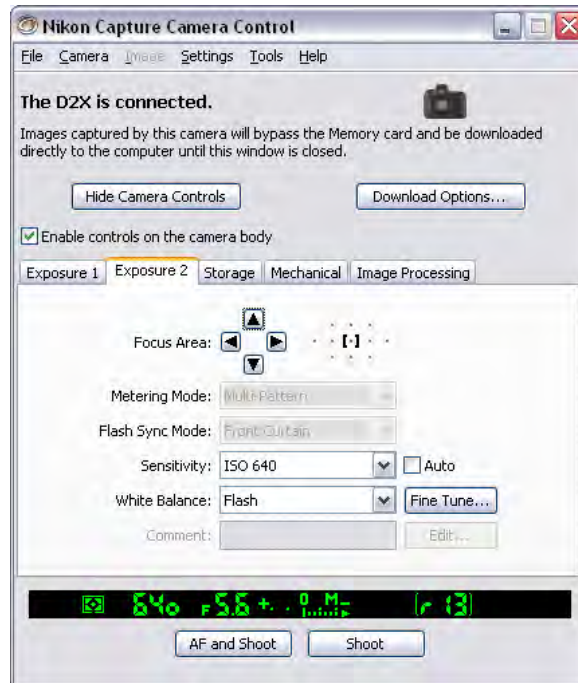 Nikon Capture Camera Control
File Camera Image Settings Tools Help
The D2X is connected.
Images captured by this camera will bypass the Memory card and be downloaded
directly to the computer until this window is closed.
Hide Camera Controls Download Options...
Enable controls on the camera body
Exposure 1 Exposure 2 Storage Mechanical Image Processing
Focus Area:
Metering Mode: Multi-Pattern
Flash Sync Mode: Front Curtain
Sensitivity: ISO 640 Auto
White Balance: Flash Fine Tune...
Comment: Edit...
640 F5.6 +. . 0 M- (r 13)
AF and Shoot Shoot